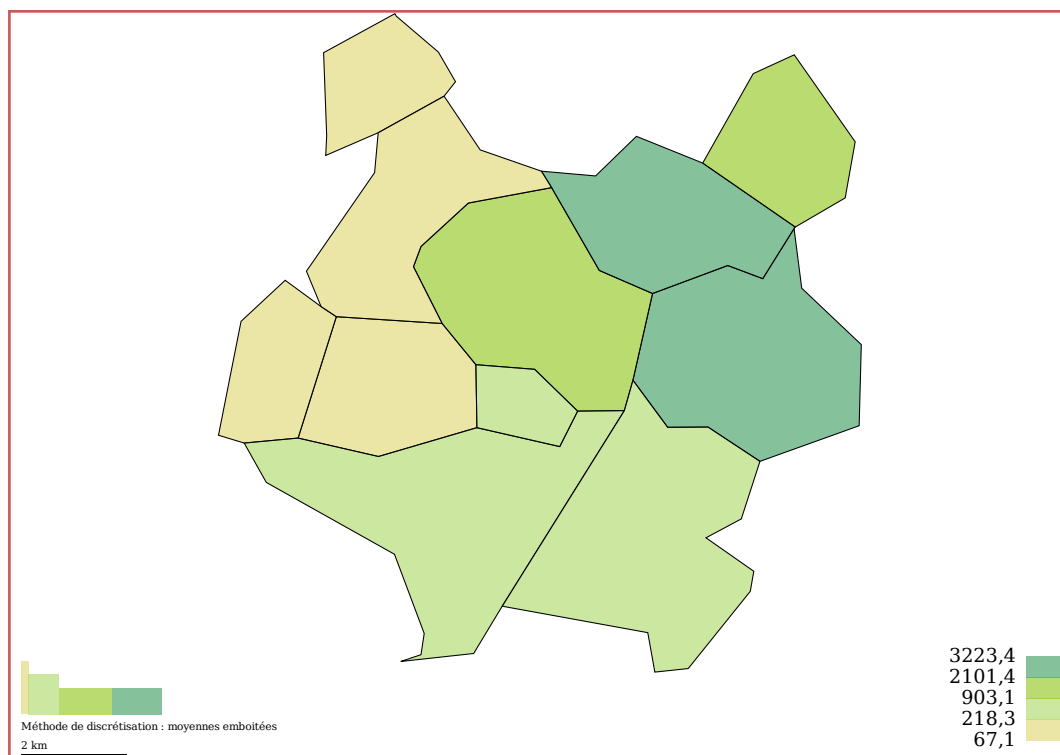 3223,4
2101,4
903,1
218,3
67,1
Méthode de discrétisation : moyennes emboitées
2 km